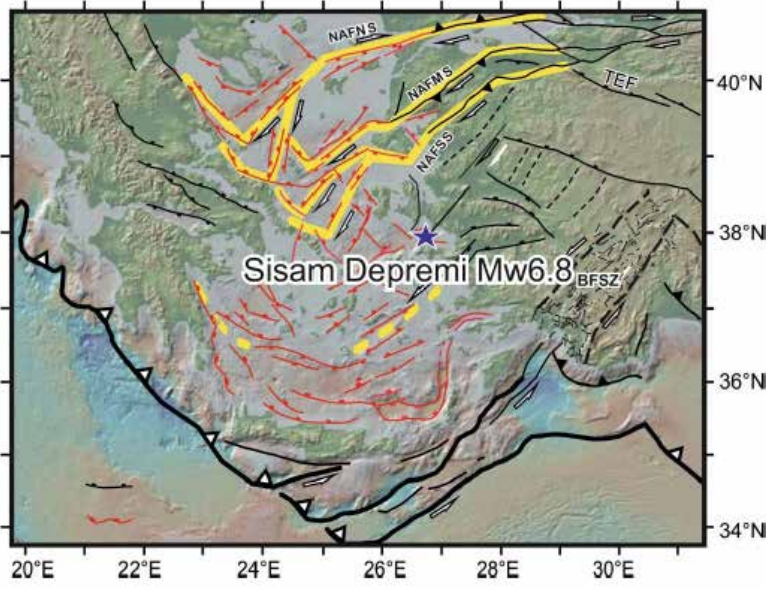 NAFNS
NAFMS
TEF
NAFSS
Sisam Depremi Mw6.8
BFSZ
40°N
38°N
36°N
34°N
20°E 22°E 24°E 26°E 28°E 30°E